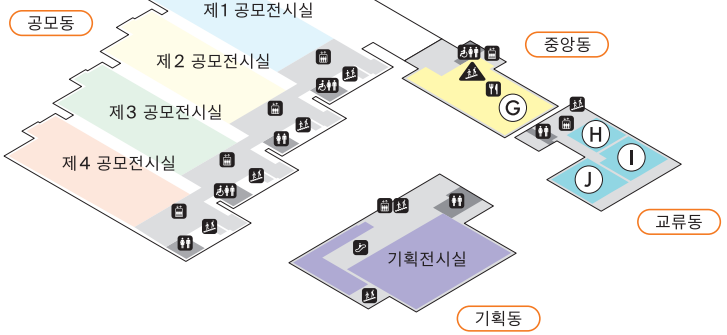 공모동
제1 공모전시실
제2 공모전시실
제3 공모전시실
제4 공모전시실
중앙동
G
H
I
J
교류동
기획전시실
기획동